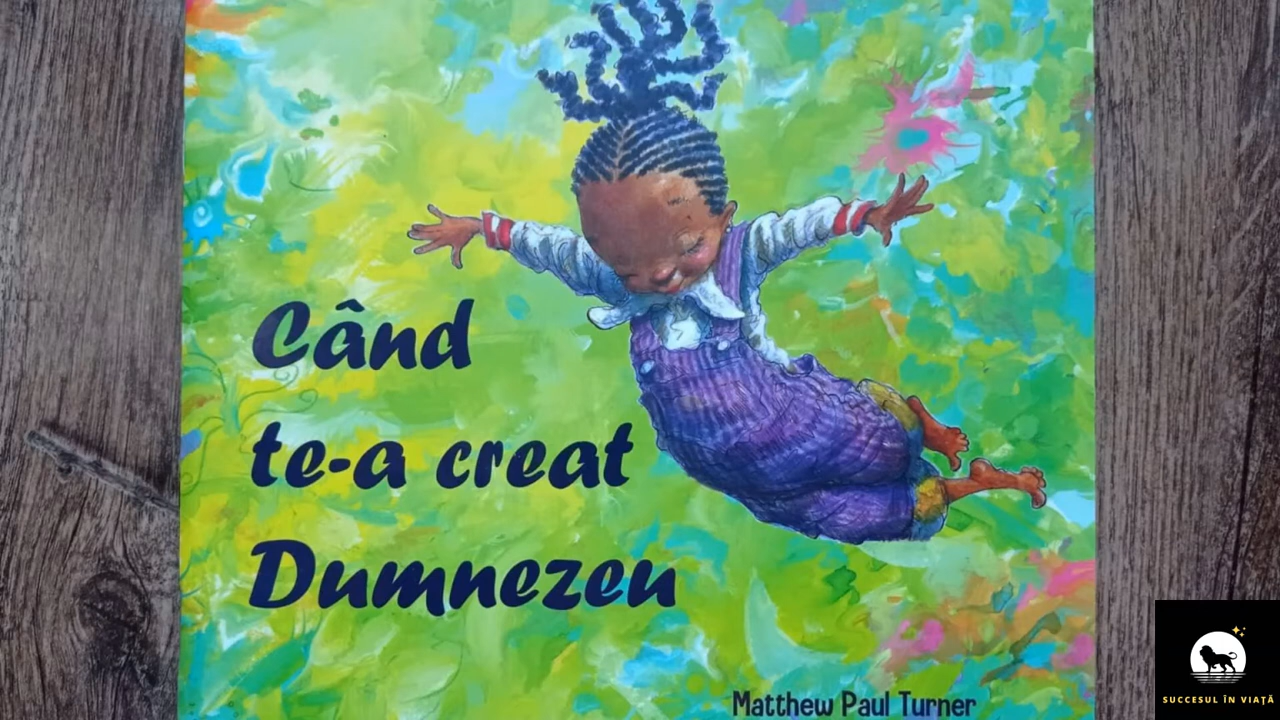 Când
te-a creat
Dumnezeu
Matthew Paul Turner
SUCCESUL ÎN VIAȚĂ